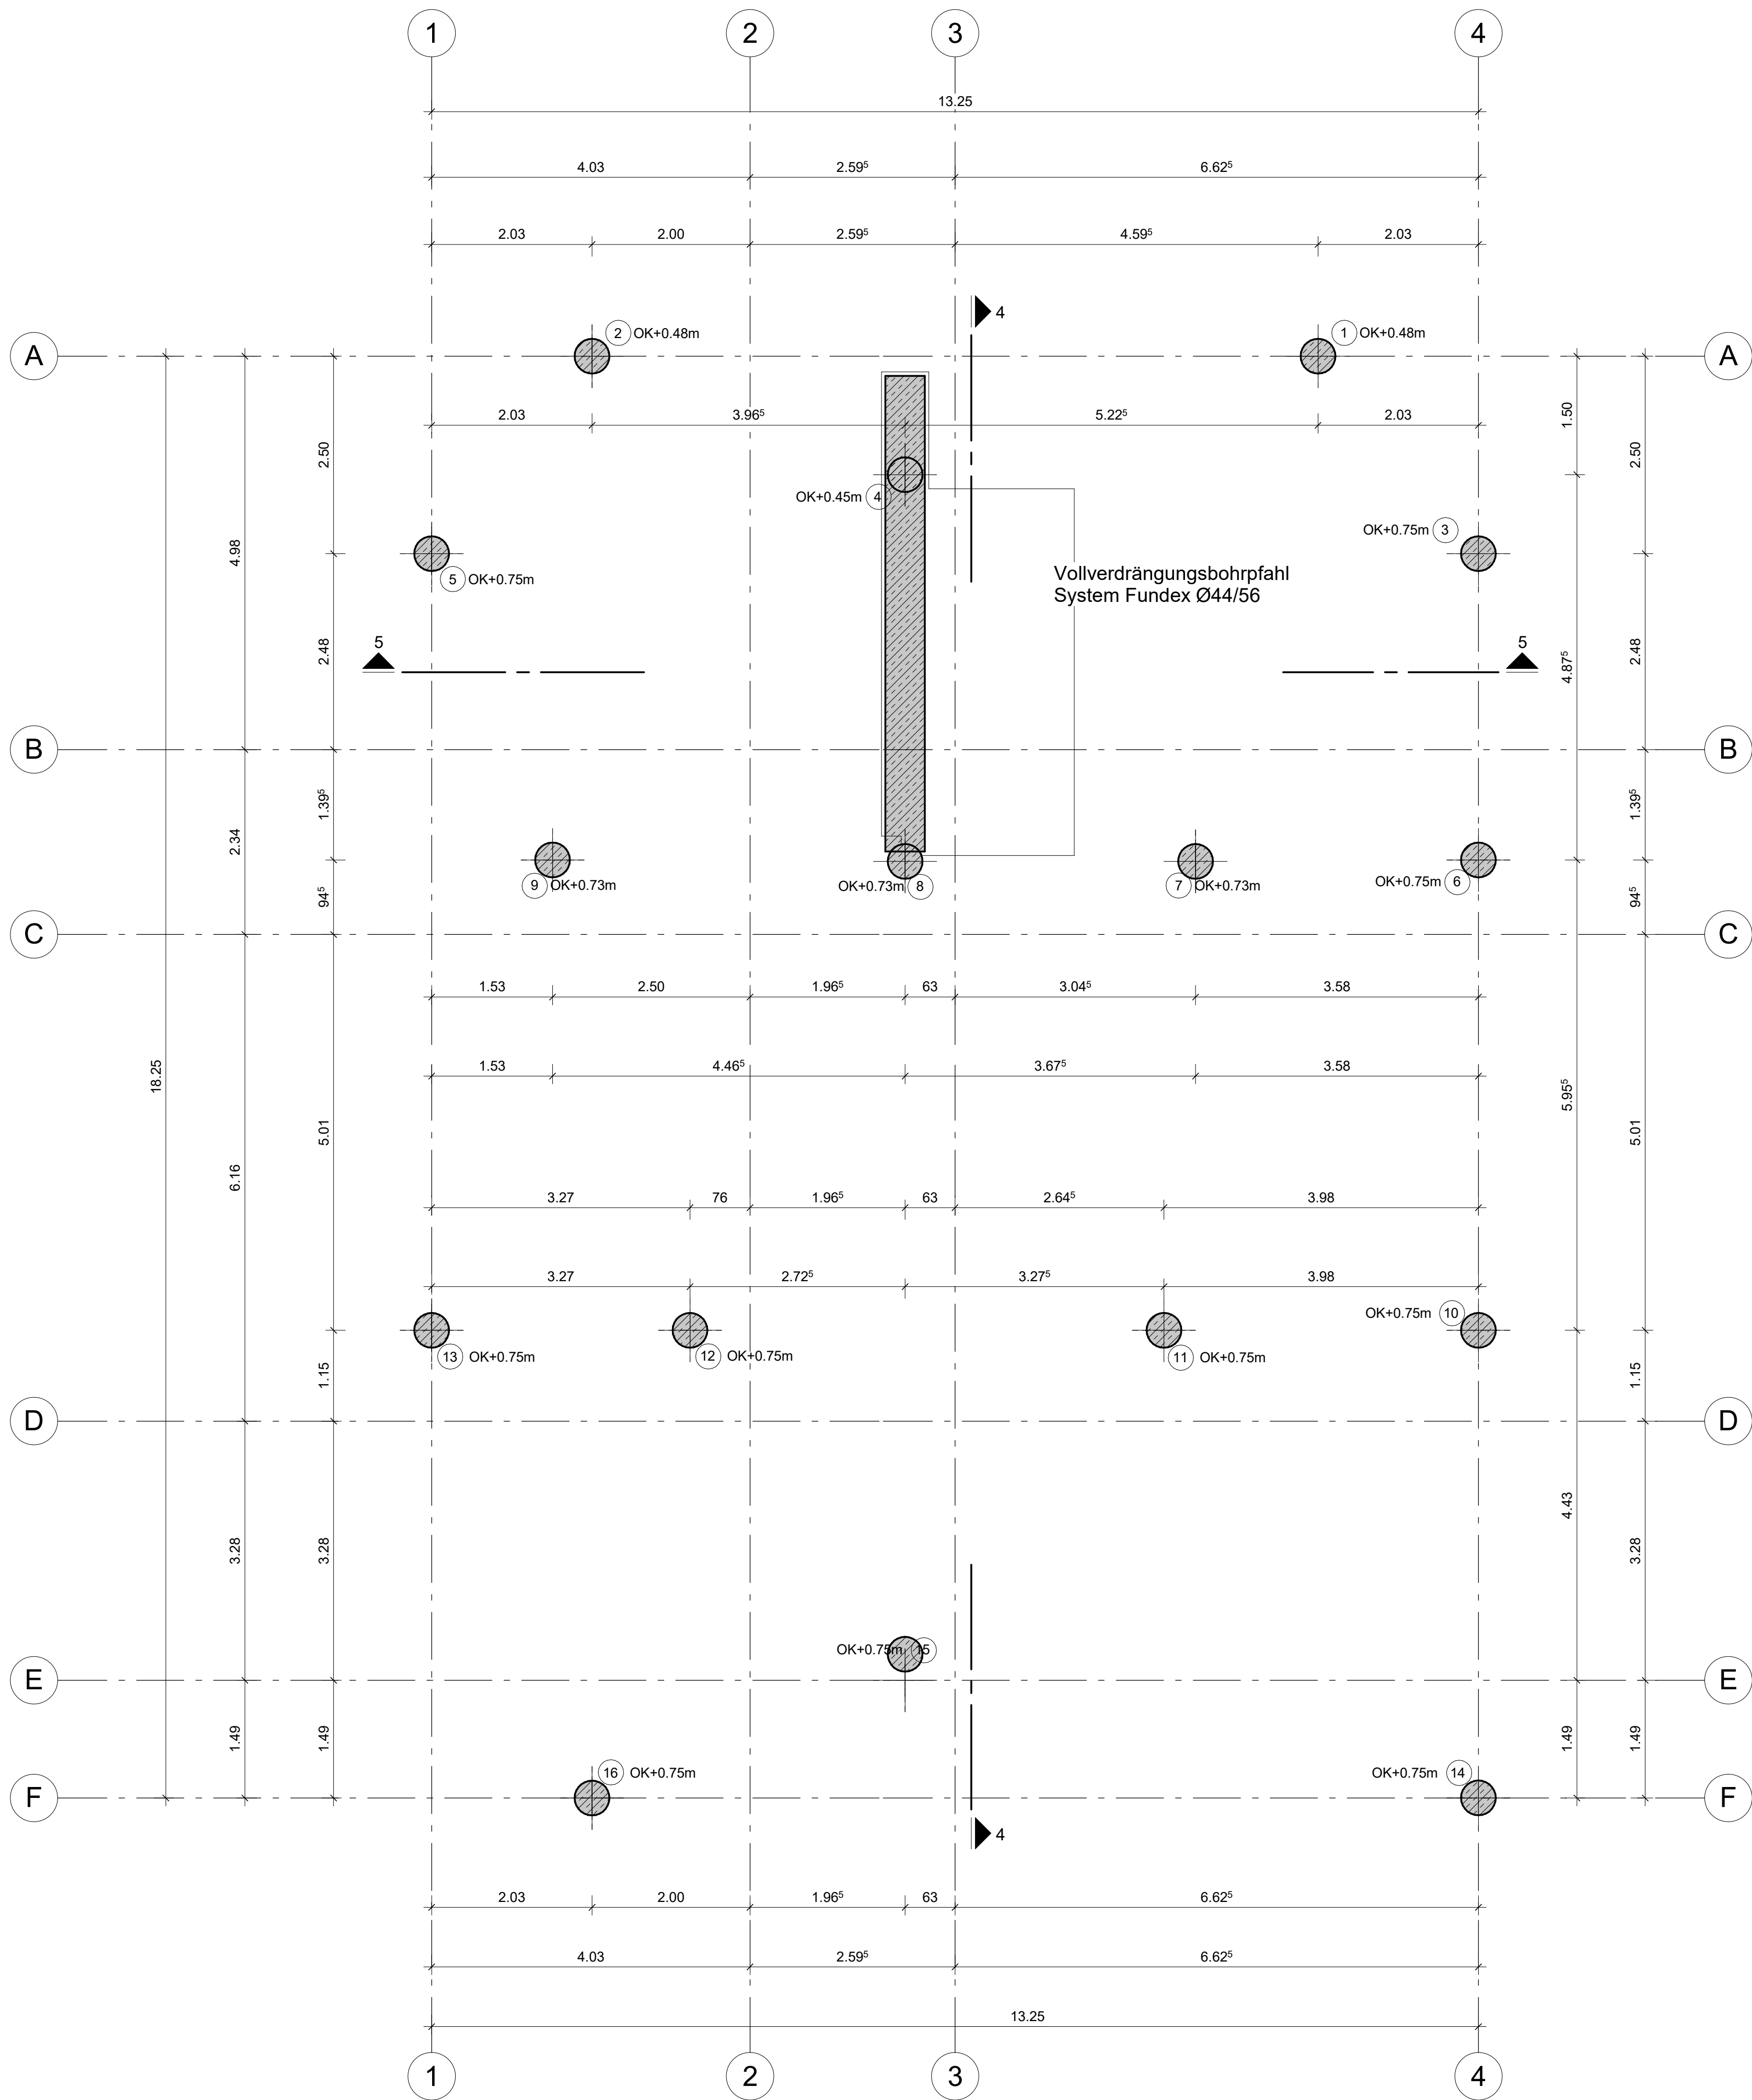 1 2 3 4
13.25
4.03 2.59⁵ 6.62⁵
2.03 2.00 2.59⁵ 4.59⁵ 2.03
4
2 OK+0.48m 1 OK+0.48m
A A
2.03 3.96⁵ 5.22⁵ 2.03
1.50
2.50 2.50
OK+0.45m 4
OK+0.75m 3
4.98
5 OK+0.75m
Vollverdrängungsbohrpfahl
System Fundex Ø44/56
5 5
2.48 4.87⁵ 2.48
B B
1.39⁵ 1.39⁵
2.34
9 OK+0.73m OK+0.73m 8 7 OK+0.73m OK+0.75m 6
94⁵ 94⁵
C C
1.53 2.50 1.96⁵ 63 3.04⁵ 3.58
1.53 4.46⁵ 3.67⁵ 3.58
18.25
5.95⁵
5.01 5.01
6.16
3.27 76 1.96⁵ 63 2.64⁵ 3.98
3.27 2.72⁵ 3.27⁵ 3.98
OK+0.75m 10
13 OK+0.75m 12 OK+0.75m 11 OK+0.75m
1.15 1.15
D D
4.43
3.28 3.28 3.28
OK+0.75m 15
E E
1.49 1.49 1.49 1.49
16 OK+0.75m OK+0.75m 14
F F
4
2.03 2.00 1.96⁵ 63 6.62⁵
4.03 2.59⁵ 6.62⁵
13.25
1 2 3 4